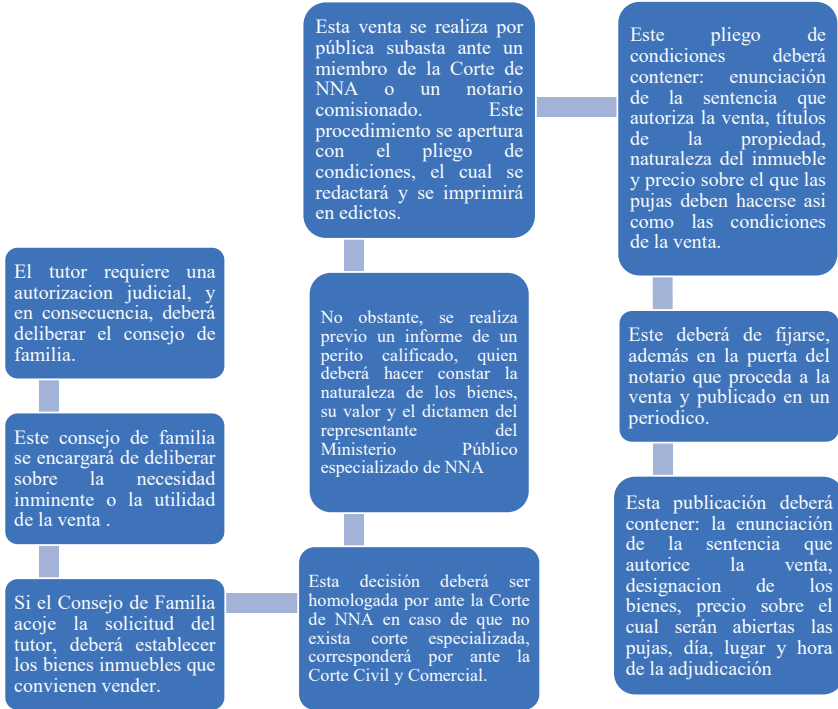 El tutor requiere una
autorizacion judicial, y
en consecuencia, deberá
deliberar el consejo de
familia.
Este consejo de familia
se encargará de deliberar
sobre la necesidad
inminente o la utilidad
de la venta .
Si el Consejo de Familia
acoje la solicitud del
tutor, deberá establecer
los bienes inmuebles que
convienen vender.
Esta decisión deberá ser
homologada por ante la Corte
de NNA en caso de que no
exista corte especializada,
corresponderá por ante la
Corte Civil y Comercial.
No obstante, se realiza
previo un informe de un
perito calificado, quien
deberá hacer constar la
naturaleza de los bienes,
su valor y el dictamen del
representante del
Ministerio Público
especializado de NNA
Esta venta se realiza por
pública subasta ante un
miembro de la Corte de
NNA o un notario
comisionado. Este
procedimiento se apertura
con el pliego de
condiciones, el cual se
redactará y se imprimirá
en edictos.
Este pliego de
condiciones deberá
contener: enunciación
de la sentencia que
autoriza la venta, títulos
de la propiedad,
naturaleza del inmueble
y precio sobre el que las
pujas deben hacerse asi
como las condiciones
de la venta.
Este deberá de fijarse,
además en la puerta del
notario que proceda a la
venta y publicado en un
periodico.
Esta publicación deberá
contener: la enunciación
de la sentencia que
autorice la venta,
designacion de los
bienes, precio sobre el
cual serán abiertas las
pujas, día, lugar y hora
de la adjudicación